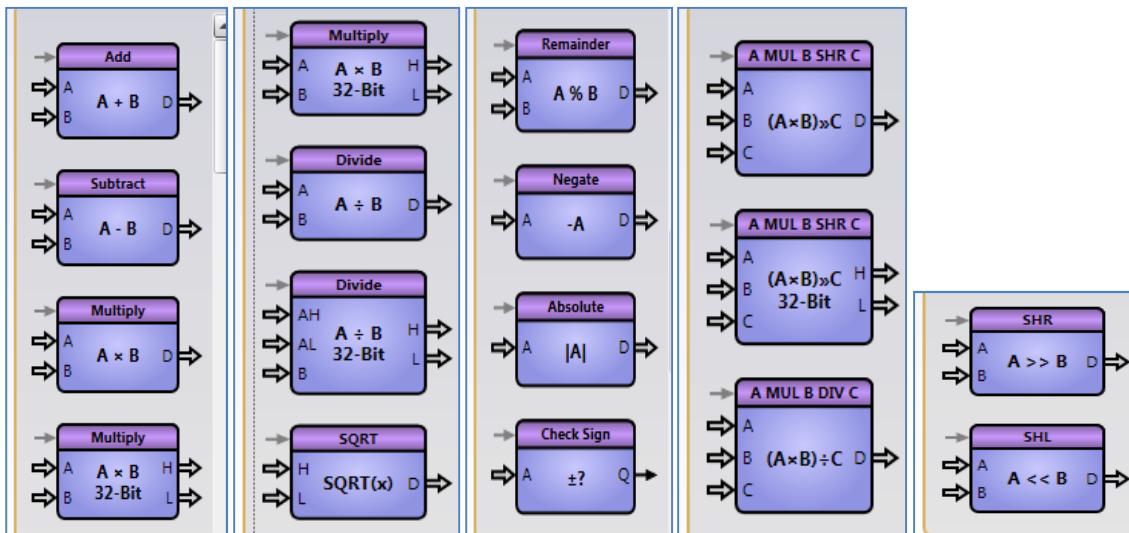 Add
A
A + B
D
B
Subtract
A
A - B
D
B
Multiply
A
A × B
D
B
Multiply
A
A × B
H
B
32-Bit
L
Multiply
A
A × B
H
B
32-Bit
L
Divide
A
A ÷ B
D
B
Divide
AH
A ÷ B
H
AL
32-Bit
L
B
SQRT
H
SQRT(x)
D
L
Remainder
A
A % B
D
B
Negate
A
-A
D
Absolute
A
|A|
D
Check Sign
A
±?
Q
A MUL B SHR C
A
B
(A×B)»C
D
C
A MUL B SHR C
A
(A×B)»C
H
B
32-Bit
L
C
A MUL B DIV C
A
B
(A×B)÷C
D
C
SHR
A
A >> B
D
B
SHL
A
A << B
D
B